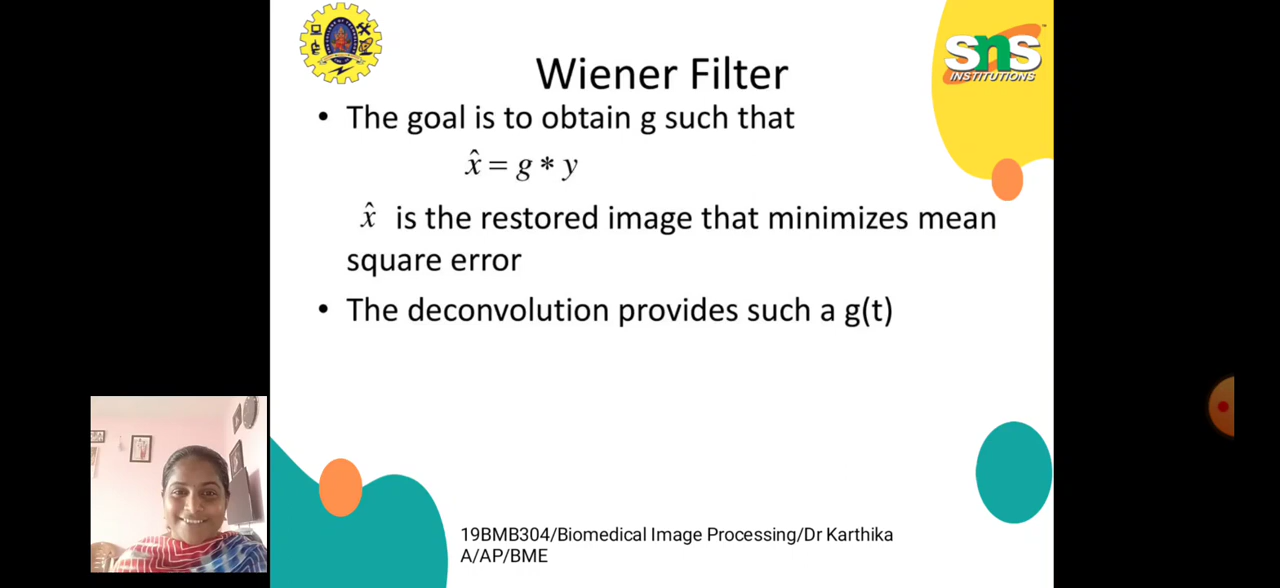 SNS
INSTITUTIONS
Wiener Filter
• The goal is to obtain g such that
x̂ = g * y
x̂ is the restored image that minimizes mean
square error
• The deconvolution provides such a g(t)
19BMB304/Biomedical Image Processing/Dr Karthika
A/AP/BME